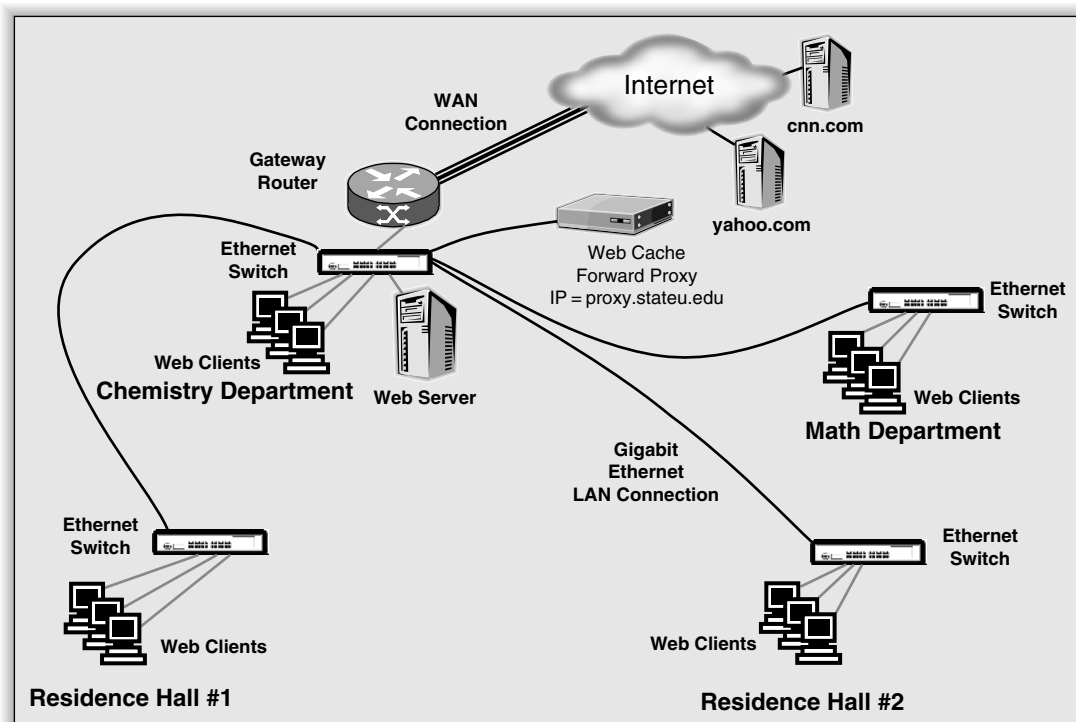 Internet
WAN
Connection
cnn.com
Gateway
Router
yahoo.com
Web Cache
Forward Proxy
IP = proxy.stateu.edu
Ethernet
Switch
Ethernet
Switch
Web Clients
Chemistry Department
Web Server
Web Clients
Math Department
Gigabit
Ethernet
LAN Connection
Ethernet
Switch
Ethernet
Switch
Web Clients
Web Clients
Residence Hall #1
Residence Hall #2